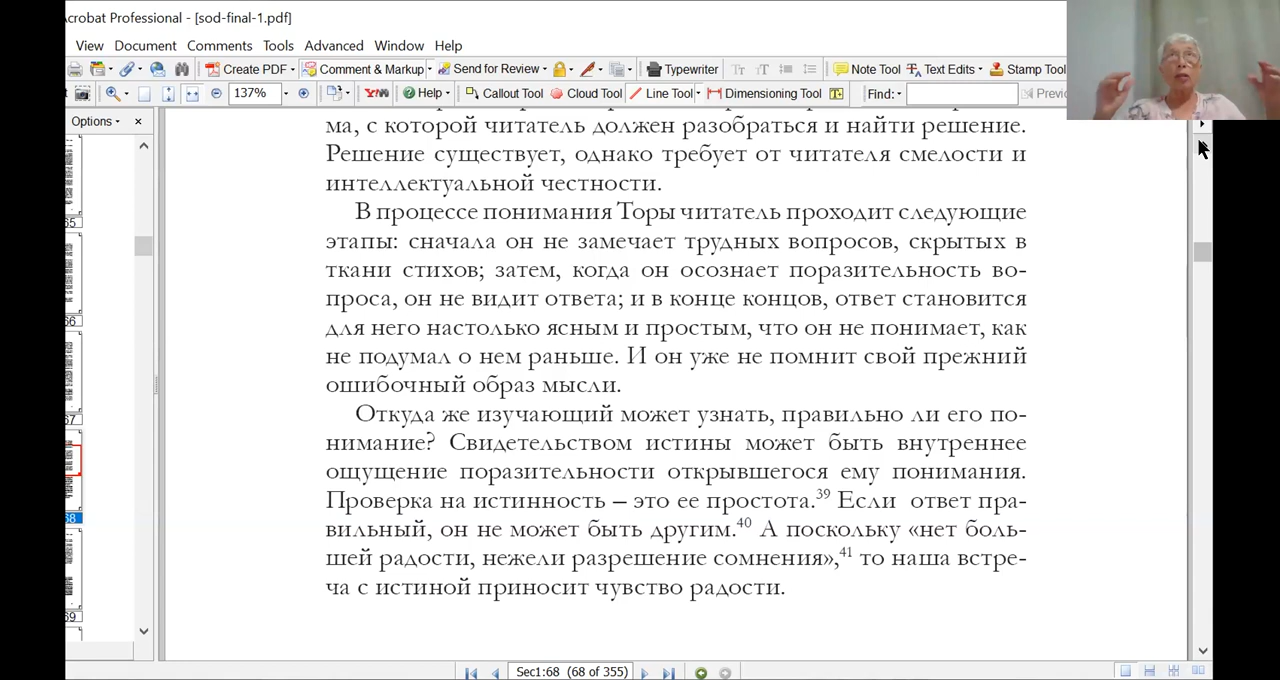 Acrobat Professional - [sod-final-1.pdf]
View Document Comments Tools Advanced Window Help
Create PDF Comment & Markup Send for Review Typewriter Note Tool Text Edits Stamp Tool
137% Help Callout Tool Cloud Tool Line Tool Dimensioning Tool Find: Previo
Options
ма, с которой читатель должен разобраться и найти решение.
Решение существует, однако требует от читателя смелости и
интеллектуальной честности.
В процессе понимания Торы читатель проходит следующие
этапы: сначала он не замечает трудных вопросов, скрытых в
ткани стихов; затем, когда он осознает поразительность во-
проса, он не видит ответа; и в конце концов, ответ становится
для него настолько ясным и простым, что он не понимает, как
не подумал о нем раньше. И он уже не помнит свой прежний
ошибочный образ мысли.
Откуда же изучающий может узнать, правильно ли его по-
нимание? Свидетельством истины может быть внутреннее
ощущение поразительности открывшегося ему понимания.
Проверка на истинность – это ее простота.39 Если ответ пра-
вильный, он не может быть другим.40 А поскольку «нет боль-
шей радости, нежели разрешение сомнения»,41 то наша встре-
ча с истиной приносит чувство радости.
65
66
67
68
69
Sec1:68 (68 of 355)